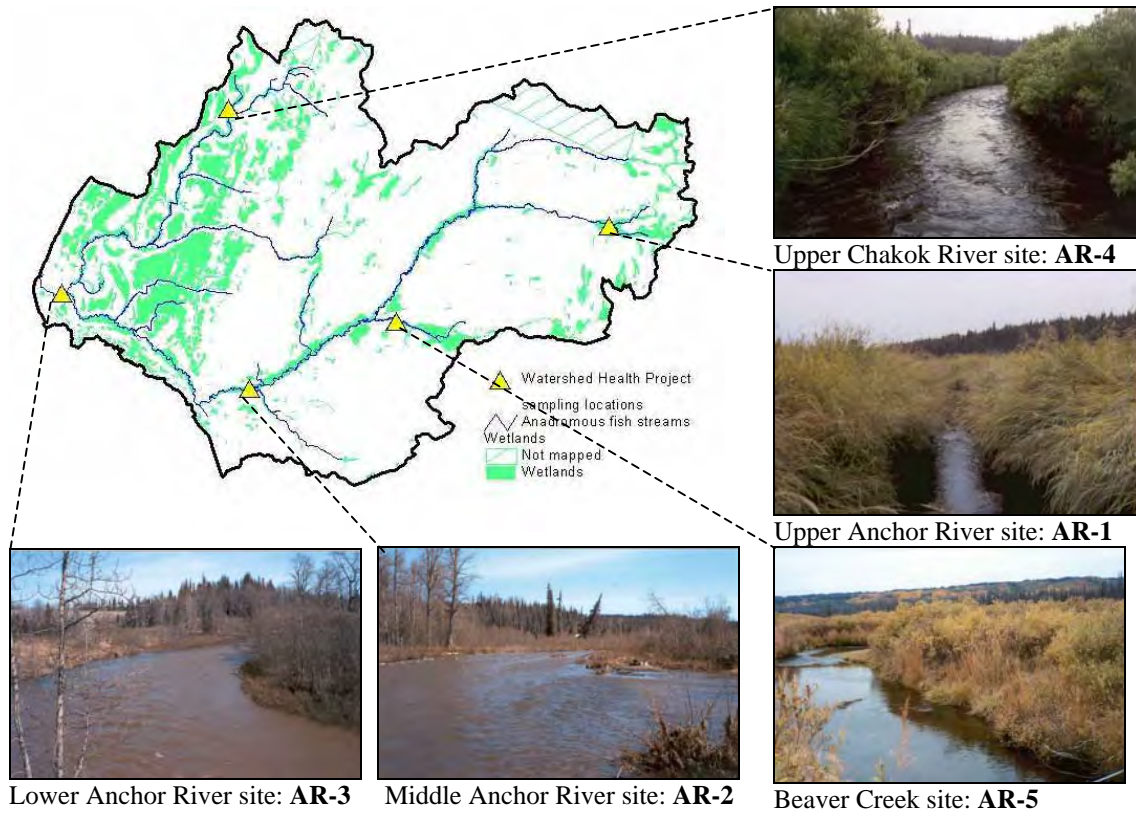 Upper Chakok River site: AR-4
Watershed Health Project
sampling locations
Anadromous fish streams
Wetlands
Not mapped
Wetlands
Upper Anchor River site: AR-1
Lower Anchor River site: AR-3
Middle Anchor River site: AR-2
Beaver Creek site: AR-5